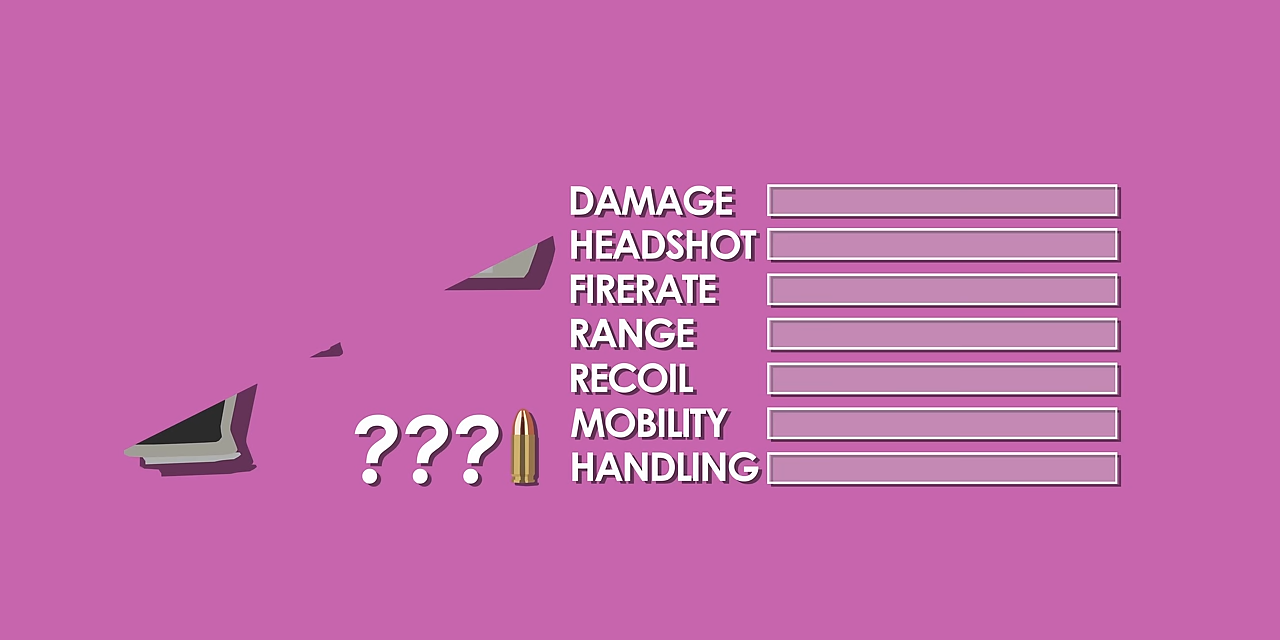 DAMAGE
HEADSHOT
FIRERATE
RANGE
RECOIL
MOBILITY
HANDLING
???